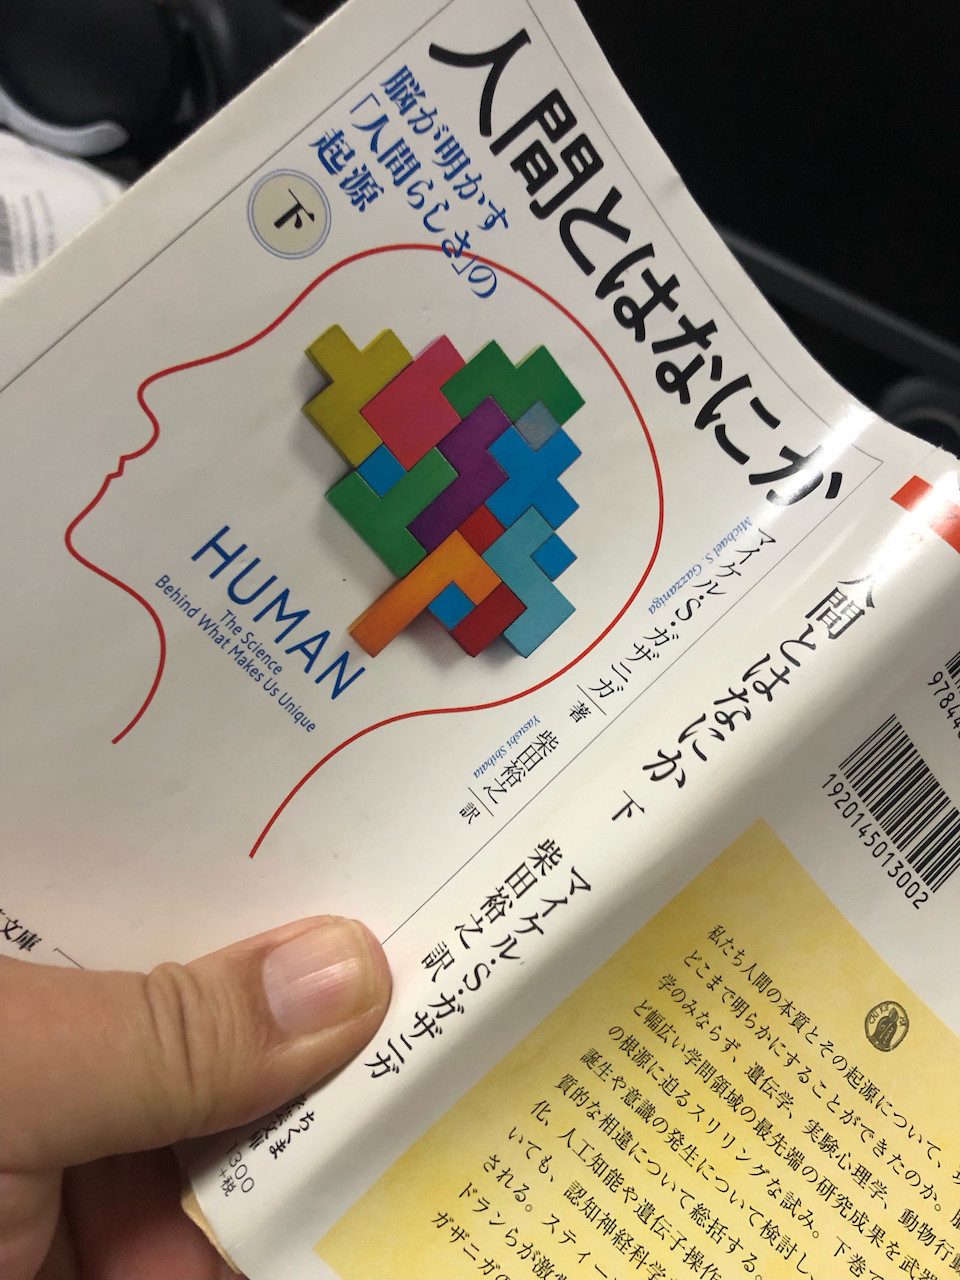 人間とはなにか
脳が明かす
「人間らしさ」の
起源
下
HUMAN
The Science
Behind What Makes Us Unique
マイケル・S・ガザニガ 著
Michael S. Gazzaniga
柴田裕之 訳
Yasushi Shibata
文庫
人間とはなにか 下
マイケル・S・ガザニガ
柴田裕之 訳
ちくま
1300
+税
9784
1920145013002
私たち人間の本質とその起源について、
どこまで明らかにすることができたのか。
学のみならず、遺伝学、実験心理学、動物行動
ど幅広い学問領域の最先端の研究成果を武器
の根源に迫るスリリングな試み。下巻で
誕生や意識の発生について検討し、
質的な相違について総括する。
化、人工知能や遺伝子操作
いても、認知神経科学
される。スティー
ドランらが激
ガザニガの